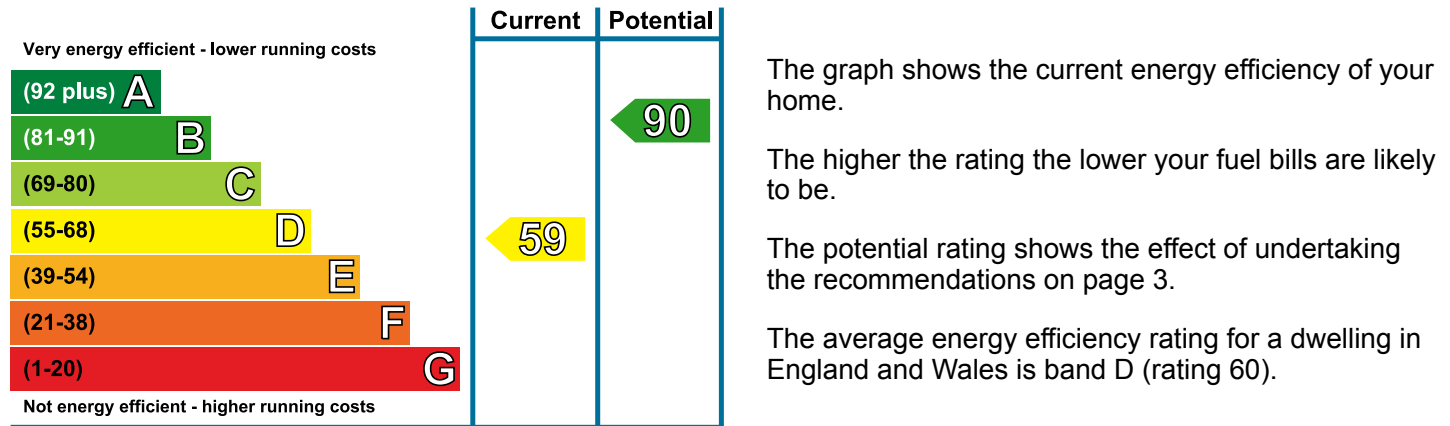 Current Potential
Very energy efficient - lower running costs
(92 plus) A
(81-91) B
90
(69-80) C
(55-68) D
59
(39-54) E
(21-38) F
(1-20) G
Not energy efficient - higher running costs
The graph shows the current energy efficiency of your
home.
The higher the rating the lower your fuel bills are likely
to be.
The potential rating shows the effect of undertaking
the recommendations on page 3.
The average energy efficiency rating for a dwelling in
England and Wales is band D (rating 60).